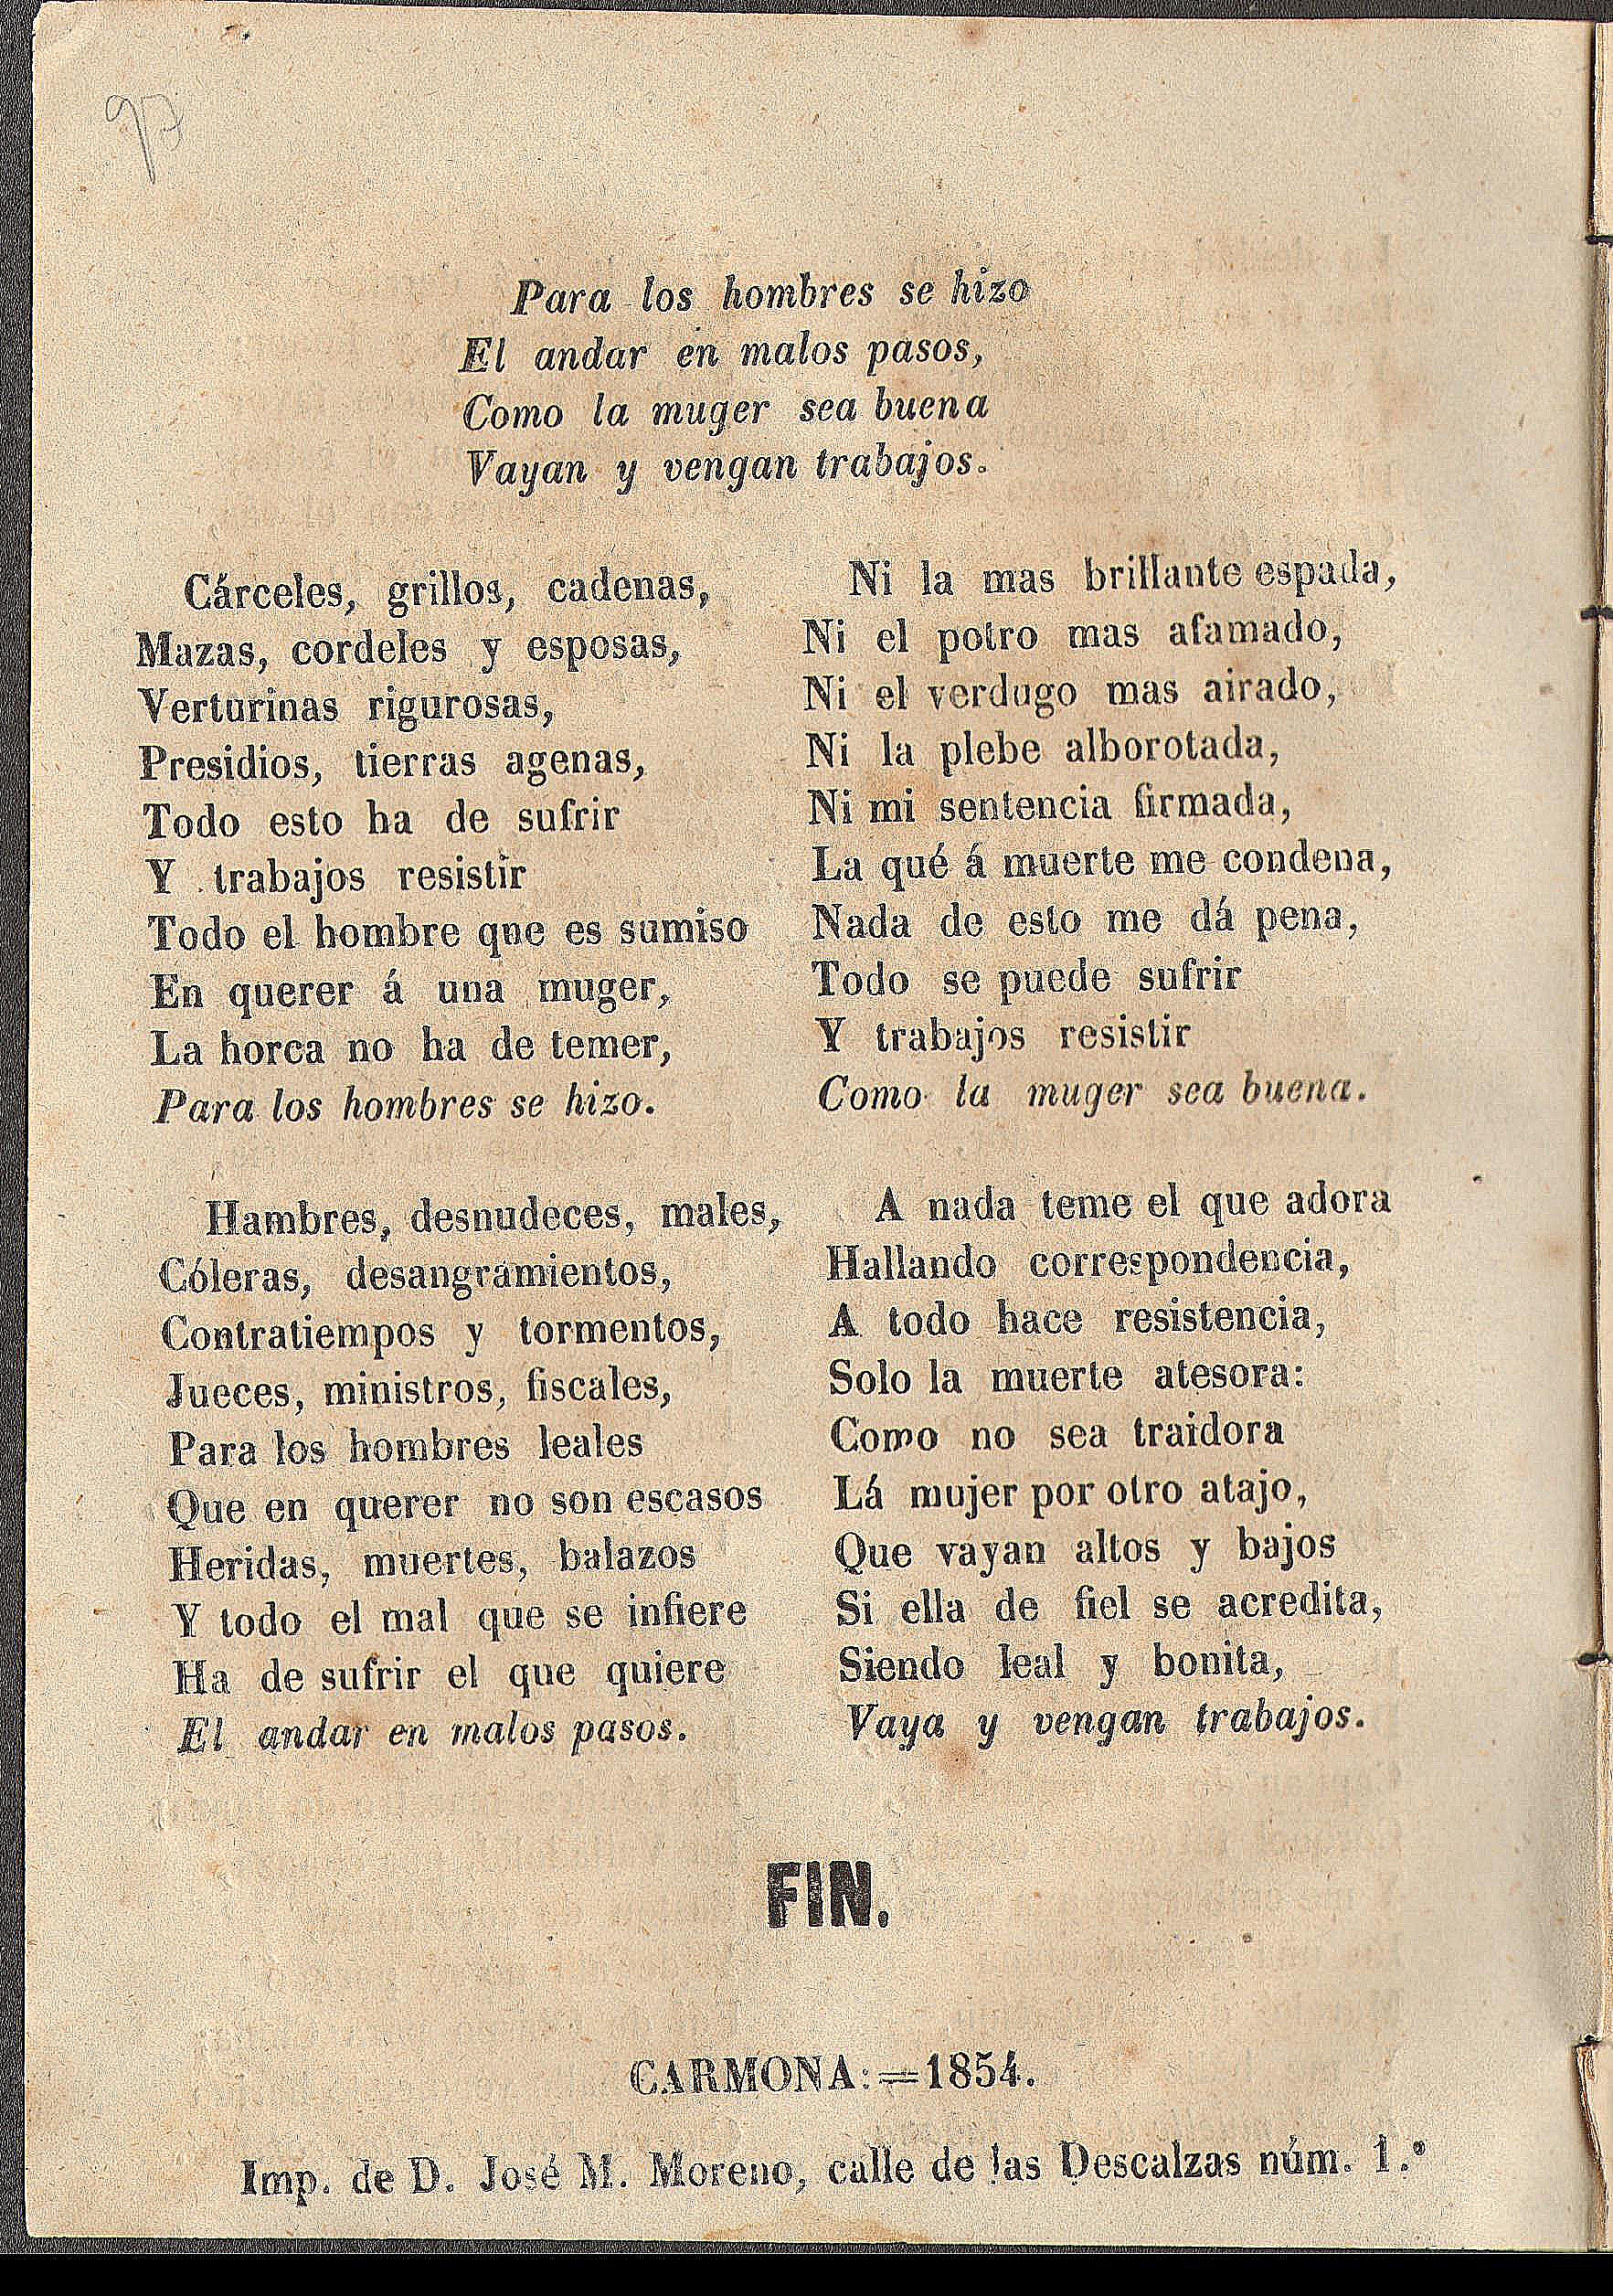 97
Para los hombres se hizo
El andar en malos pasos,
Como la muger sea buena
Vayan y vengan trabajos.
Cárceles, grillos, cadenas,
Mazas, cordeles y esposas,
Verturinas rigurosas,
Presidios, tierras agenas,
Todo esto ha de sufrir
Y trabajos resistir
Todo el hombre que es sumiso
En querer á una muger,
La horca no ha de temer,
Para los hombres se hizo.
Hambres, desnudeces, males,
Cóleras, desangramientos,
Contratiempos y tormentos,
Jueces, ministros, fiscales,
Para los hombres leales
Que en querer no son escasos
Heridas, muertes, balazos
Y todo el mal que se infiere
Ha de sufrir el que quiere
El andar en malos pasos.
Ni la mas brillante espada,
Ni el potro mas afamado,
Ni el verdugo mas airado,
Ni la plebe alborotada,
Ni mi sentencia firmada,
La qué á muerte me condena,
Nada de esto me dá pena,
Todo se puede sufrir
Y trabajos resistir
Como la muger sea buena.
A nada teme el que adora
Hallando correspondencia,
A todo hace resistencia,
Solo la muerte atesora:
Como no sea traidora
Lá mujer por otro atajo,
Que vayan altos y bajos
Si ella de fiel se acredita,
Siendo leal y bonita,
Vaya y vengan trabajos.
FIN.
CARMONA:=1854.
Imp. de D. José M. Moreno, calle de las Descalzas núm. 1.º